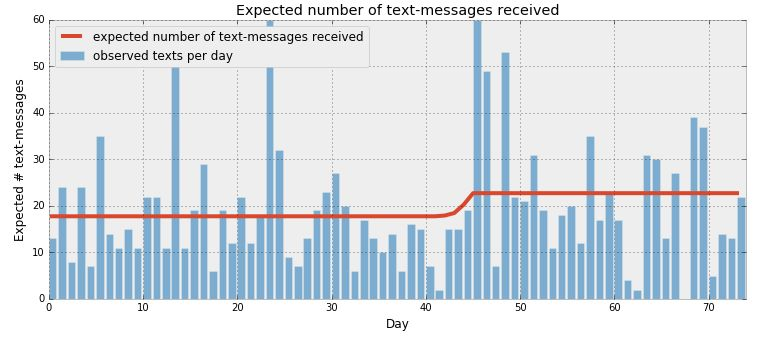 Expected number of text-messages received
expected number of text-messages received
observed texts per day
Expected # text-messages
60
50
40
30
20
10
0
0 10 20 30 40 50 60 70
Day